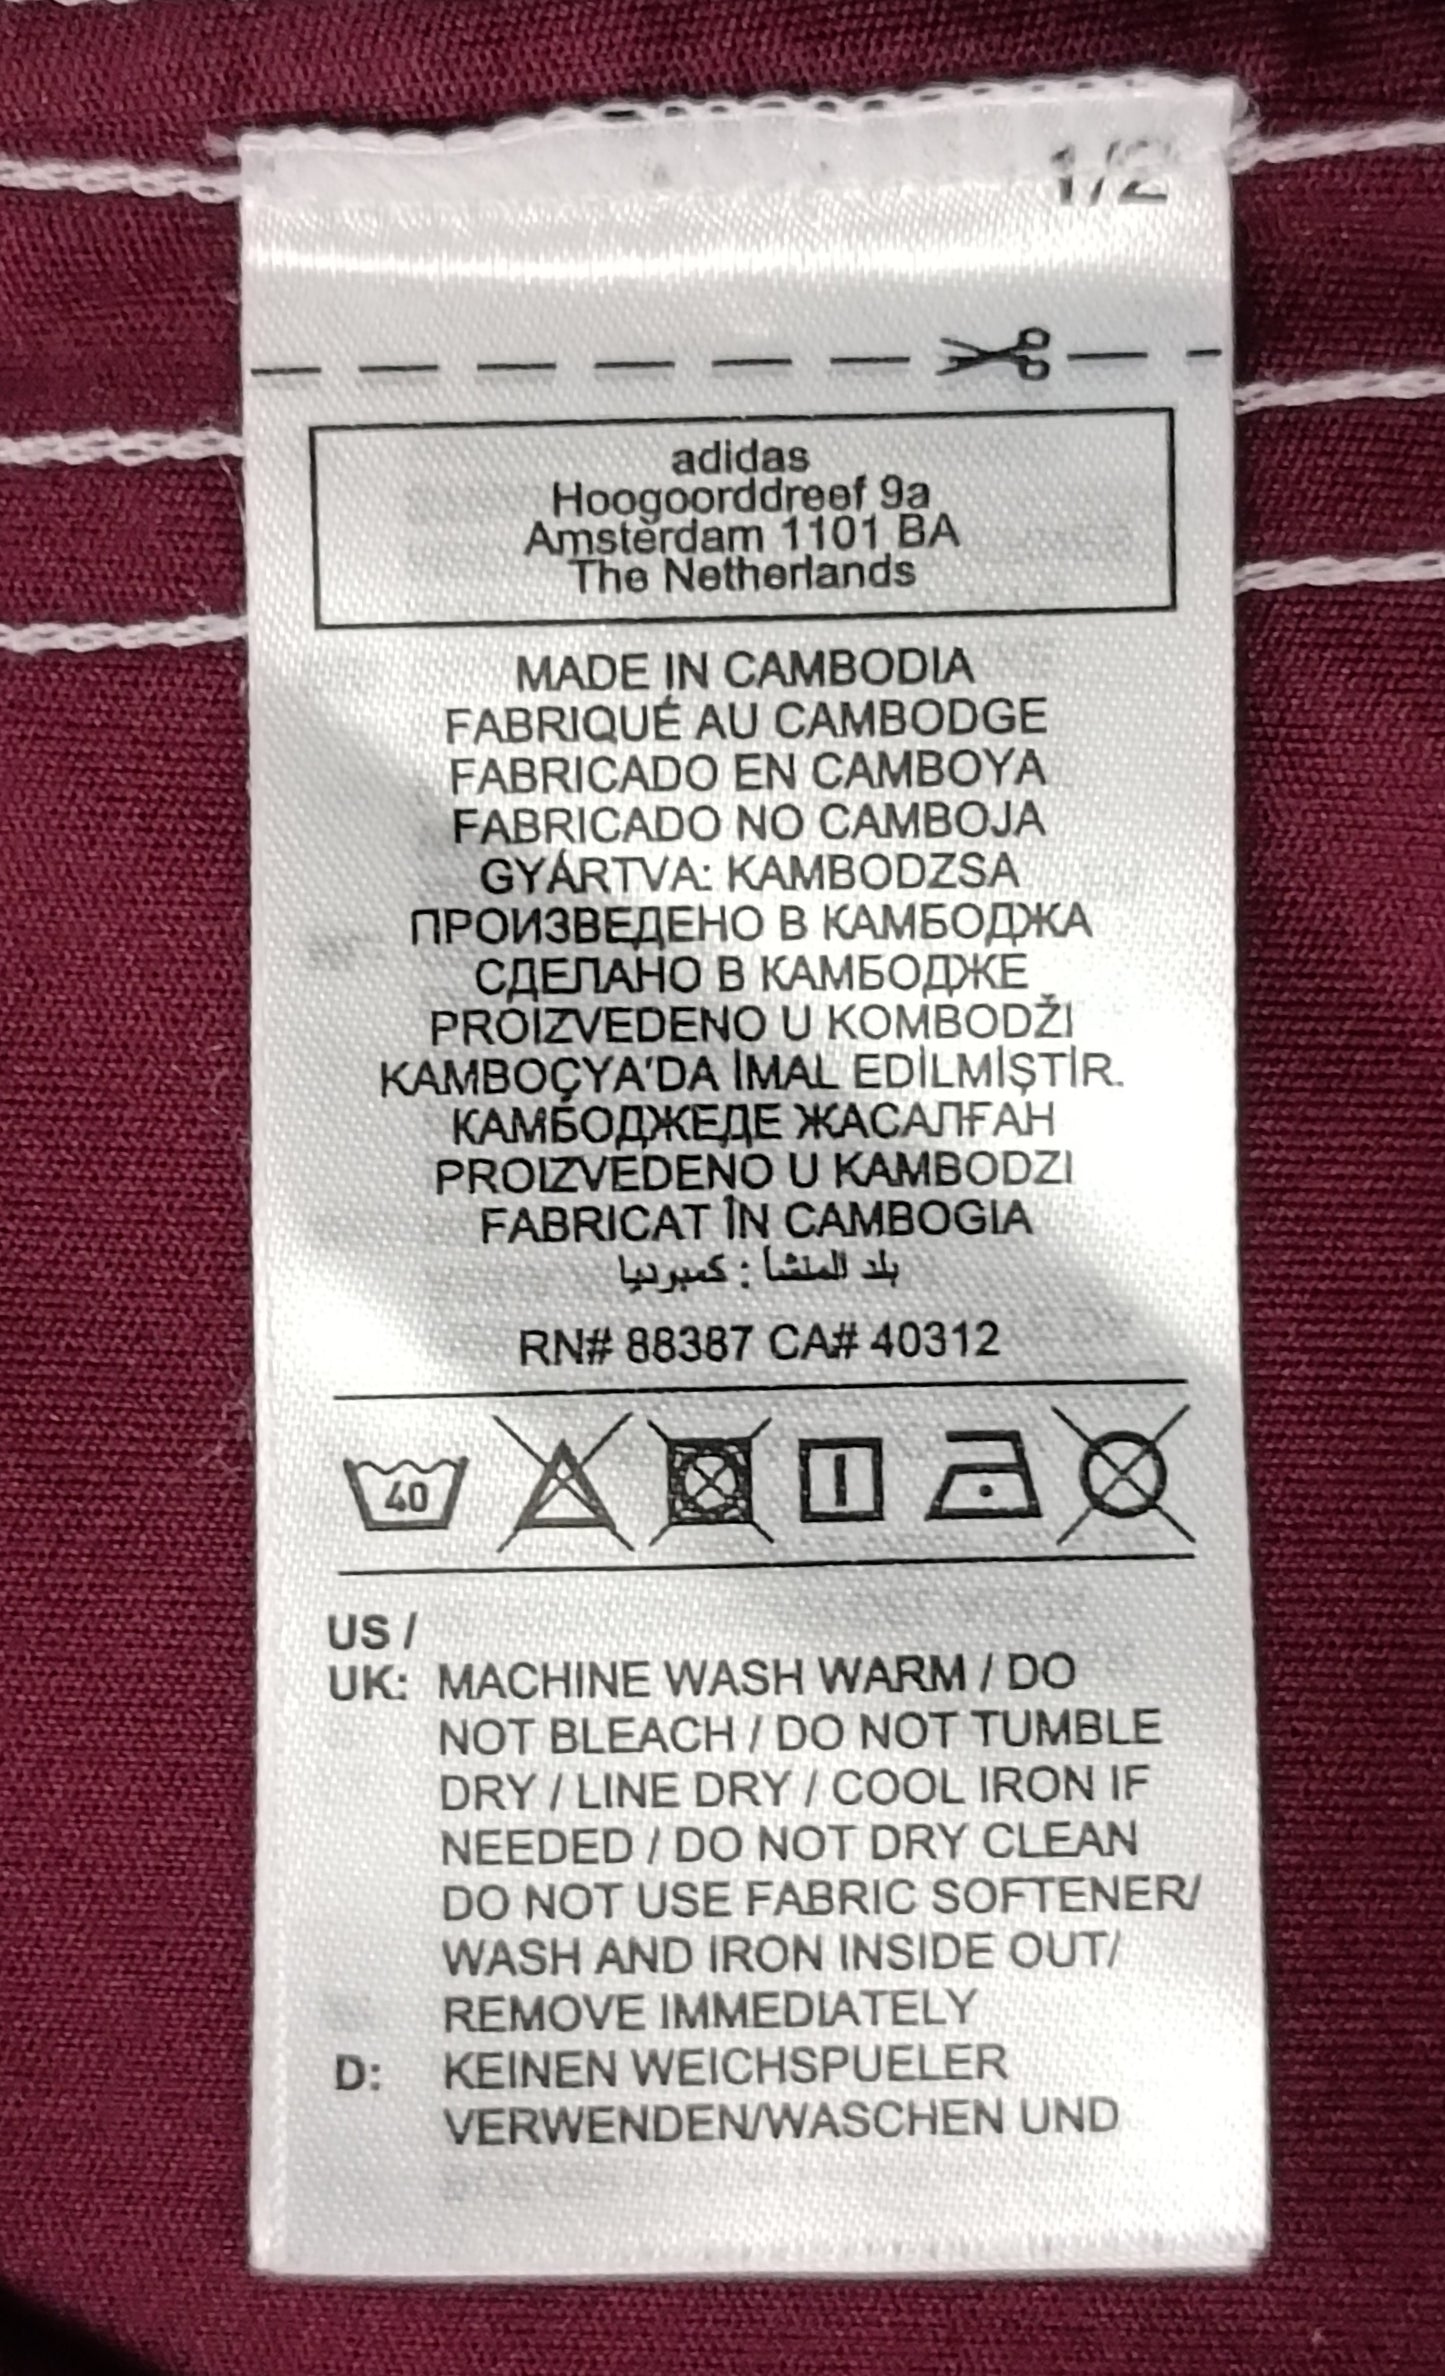 1/2
adidas
Hoogoorddreef 9a
Amsterdam 1101 BA
The Netherlands
MADE IN CAMBODIA
FABRIQUÉ AU CAMBODGE
FABRICADO EN CAMBOYA
FABRICADO NO CAMBOJA
GYÁRTVA: KAMBODZSA
ПРОИЗВЕДЕНО В КАМБОДЖА
СДЕЛАНО В КАМБОДЖЕ
PROIZVEDENO U KOMBODŽI
KAMBOÇYA'DA İMAL EDİLMİŞTİR.
КАМБОДЖЕДЕ ЖАСАЛҒАН
PROIZVEDENO U KAMBODZI
FABRICAT ÎN CAMBOGIA
بلد المنشأ : كمبرديا
RN# 88387 CA# 40312
40
US /
UK: MACHINE WASH WARM / DO
NOT BLEACH / DO NOT TUMBLE
DRY / LINE DRY / COOL IRON IF
NEEDED / DO NOT DRY CLEAN
DO NOT USE FABRIC SOFTENER/
WASH AND IRON INSIDE OUT/
REMOVE IMMEDIATELY
D: KEINEN WEICHSPUELER
VERWENDEN/WASCHEN UND